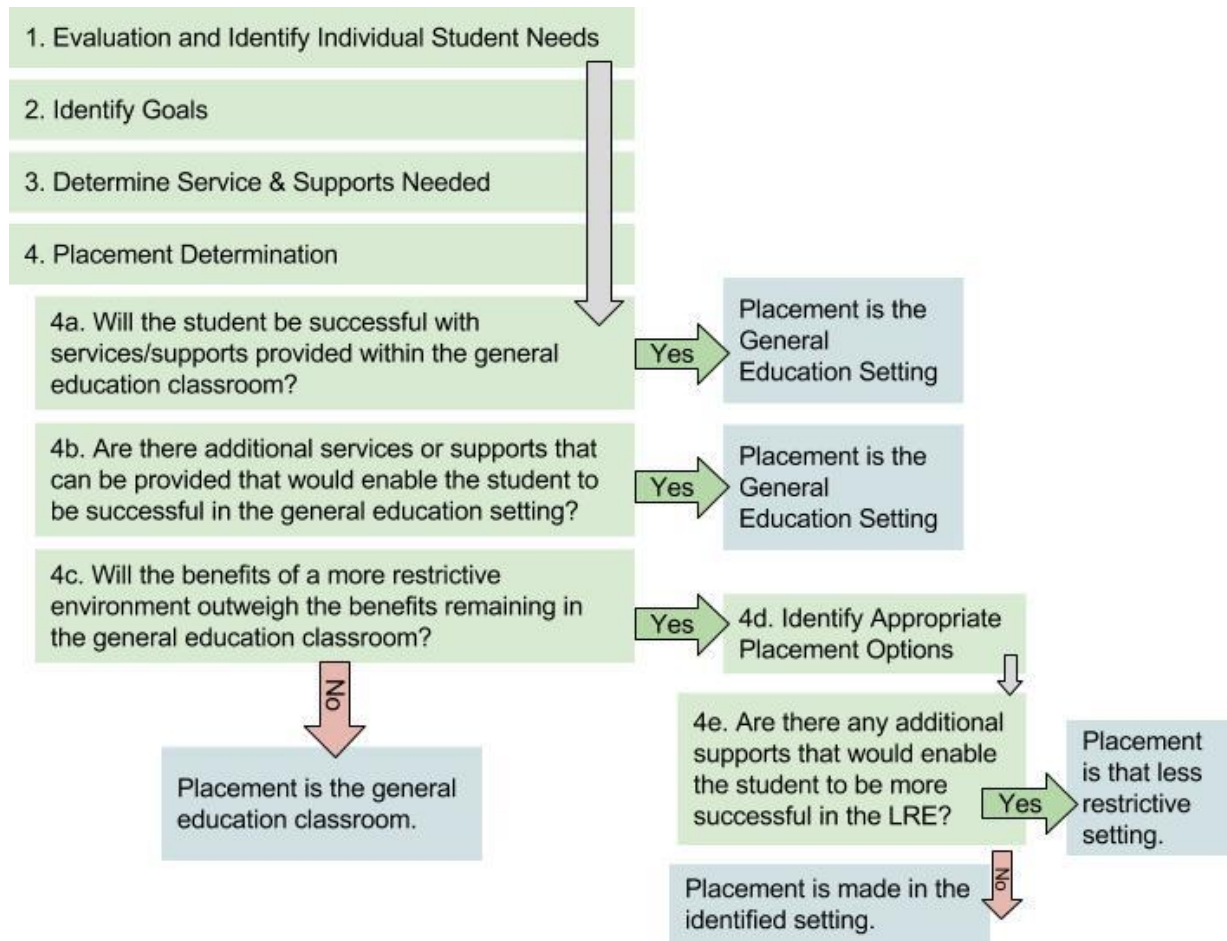 1. Evaluation and Identify Individual Student Needs
2. Identify Goals
3. Determine Service & Supports Needed
4. Placement Determination
4a. Will the student be successful with
services/supports provided within the general
education classroom?
Yes
Placement is the
General
Education Setting
4b. Are there additional services or supports that
can be provided that would enable the student to
be successful in the general education setting?
Yes
Placement is the
General
Education Setting
4c. Will the benefits of a more restrictive
environment outweigh the benefits remaining in
the general education classroom?
Yes
4d. Identify Appropriate
Placement Options
No
Placement is the general
education classroom.
4e. Are there any additional
supports that would enable
the student to be more
successful in the LRE?
Yes
Placement
is that less
restrictive
setting.
No
Placement is made in the
identified setting.